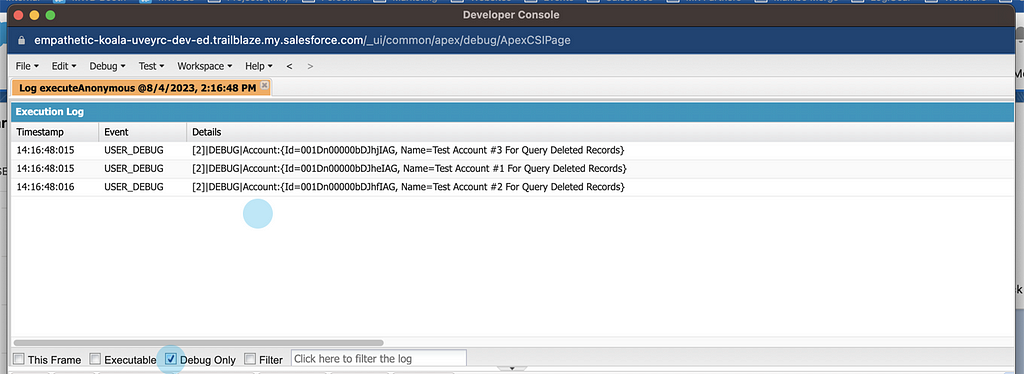 Developer Console
empathetic-koala-uveyrc-dev-ed.trailblaze.my.salesforce.com/_ui/common/apex/debug/ApexCSIPage
File Edit Debug Test Workspace Help < >
Log executeAnonymous @8/4/2023, 2:16:48 PM
Execution Log
Timestamp Event Details
14:16:48:015 USER_DEBUG [2]|DEBUG|Account:{Id=001Dn00000bDJhjIAG, Name=Test Account #3 For Query Deleted Records}
14:16:48:015 USER_DEBUG [2]|DEBUG|Account:{Id=001Dn00000bDJheIAG, Name=Test Account #1 For Query Deleted Records}
14:16:48:016 USER_DEBUG [2]|DEBUG|Account:{Id=001Dn00000bDJhfIAG, Name=Test Account #2 For Query Deleted Records}
This Frame Executable Debug Only Filter Click here to filter the log